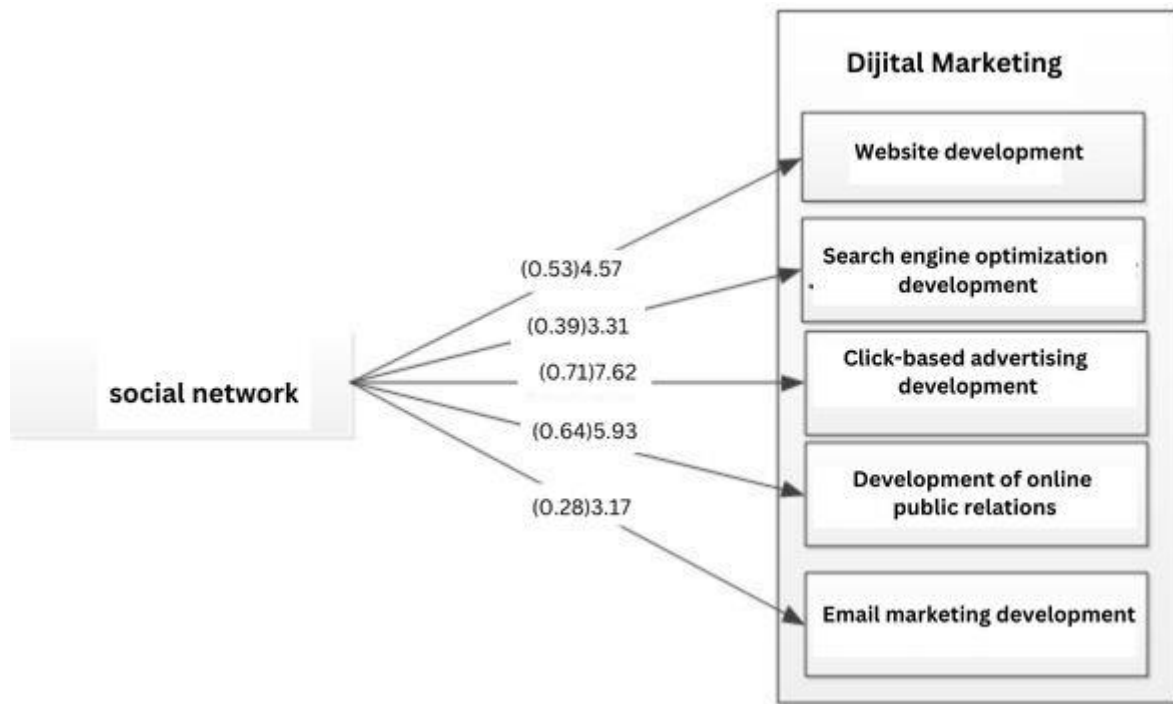 Dijital Marketing
Website development
(0.53)4.57
Search engine optimization
development
(0.39)3.31
Click-based advertising
development
(0.71)7.62
social network
(0.64)5.93
Development of online
public relations
(0.28)3.17
Email marketing development